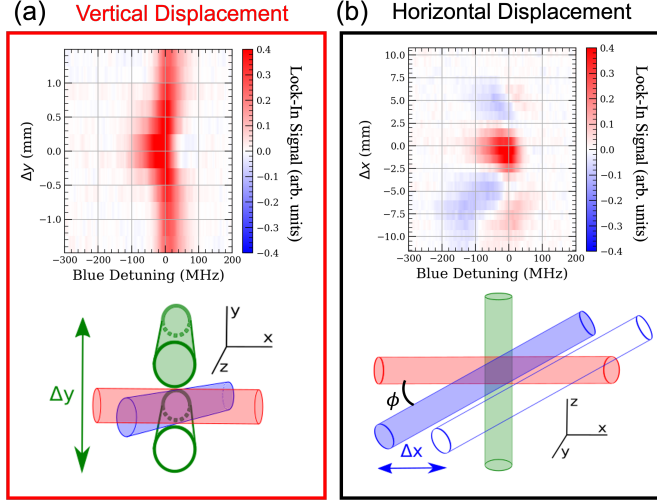 (a) Vertical Displacement
1.5
1.0
0.5
0.0
−0.5
−1.0
Δy (mm)
−300 −200 −100 0 100 200
Blue Detuning (MHz)
0.4
0.3
0.2
0.1
0.0
−0.1
−0.2
−0.3
−0.4
Lock-In Signal (arb. units)
Δy
y
x
z
(b) Horizontal Displacement
10.0
7.5
5.0
2.5
0.0
−2.5
−5.0
−7.5
−10.0
Δx (mm)
−300 −200 −100 0 100 200
Blue Detuning (MHz)
0.4
0.3
0.2
0.1
0.0
−0.1
−0.2
−0.3
−0.4
Lock-In Signal (arb. units)
ϕ
Δx
z
x
y